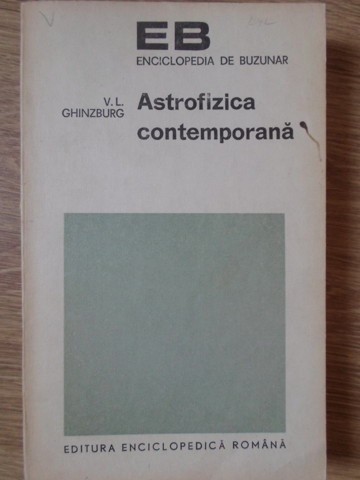 EB
ENCICLOPEDIA DE BUZUNAR
V. L.
GHINZBURG
Astrofizica
contemporană
EDITURA ENCICLOPEDICĂ ROMÂNĂ